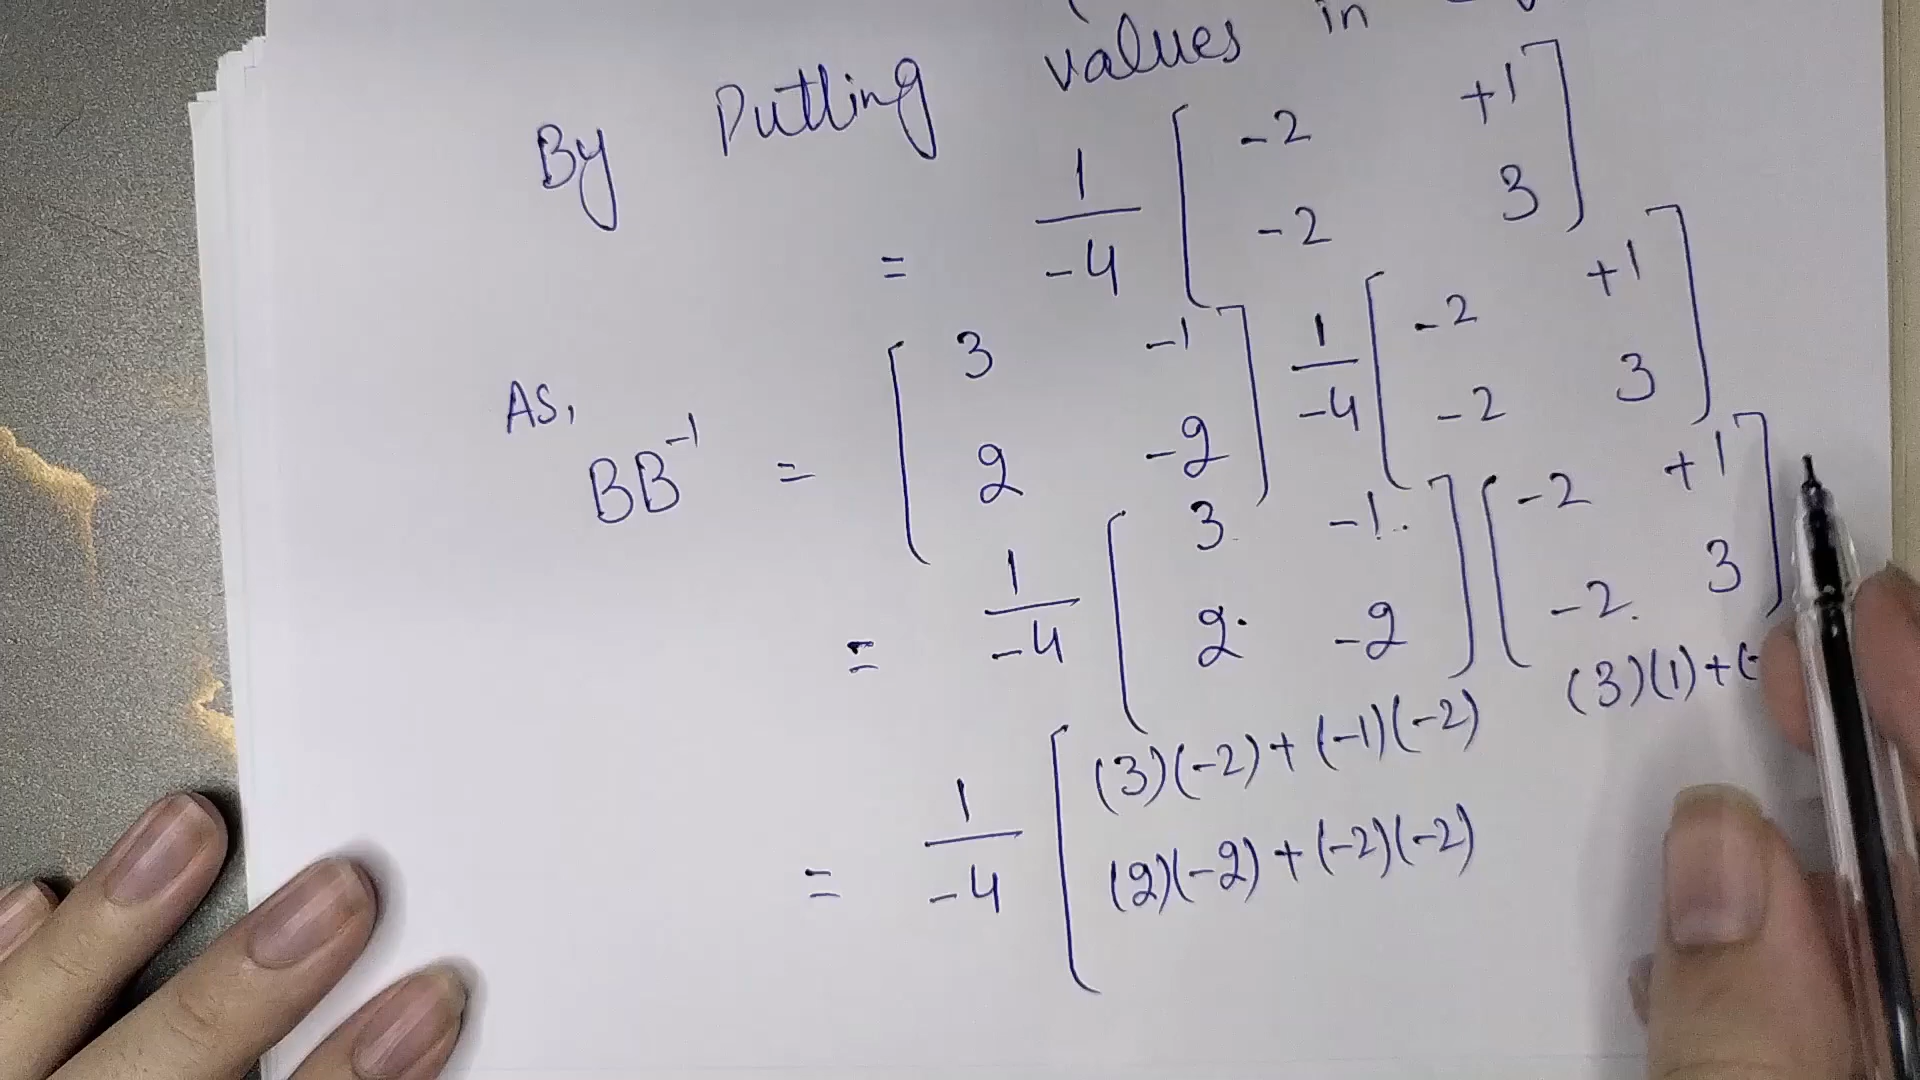 By Putting values in
= 1/-4 [ -2 +1
-2 3 ]
As, BB⁻¹ = [ 3 -1
2 -2 ] 1/-4 [ -2 +1
-2 3 ]
= 1/-4 [ 3 -1
2 -2 ] [ -2 +1
-2 3 ]
= 1/-4 [ (3)(-2)+(-1)(-2) (3)(1)+(-
(2)(-2)+(-2)(-2)